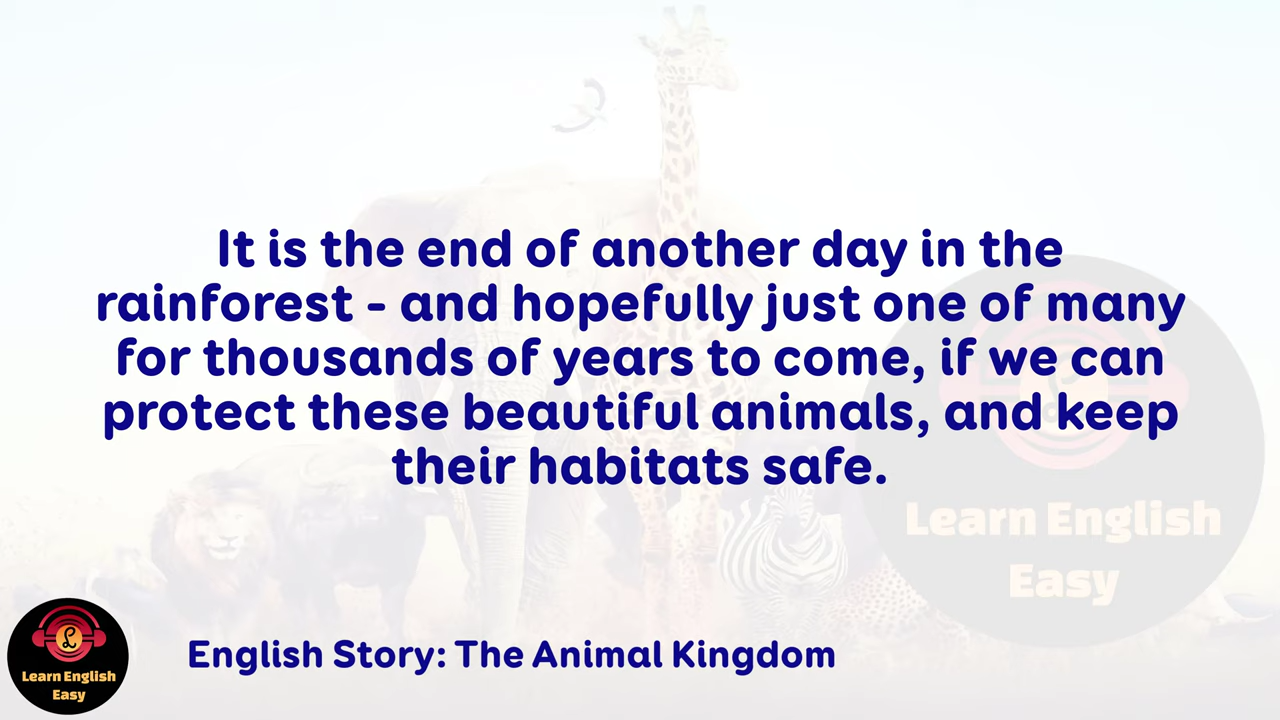 It is the end of another day in the
rainforest - and hopefully just one of many
for thousands of years to come, if we can
protect these beautiful animals, and keep
their habitats safe.
Learn English
Easy
English Story: The Animal Kingdom
Learn English
Easy